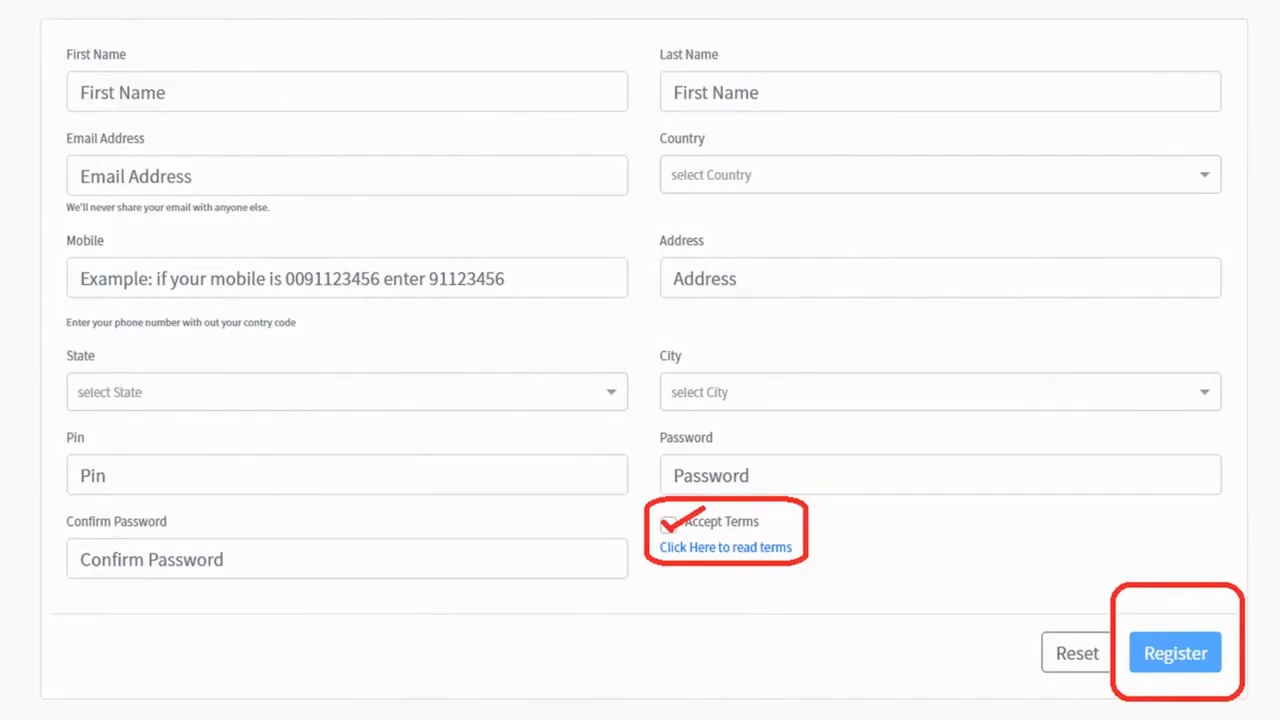 First Name
First Name
Last Name
First Name
Email Address
Email Address
We'll never share your email with anyone else.
Country
select Country
Mobile
Example: if your mobile is 0091123456 enter 91123456
Enter your phone number with out your contry code
Address
Address
State
select State
City
select City
Pin
Pin
Password
Password
Confirm Password
Confirm Password
Accept Terms
Click Here to read terms
Reset
Register